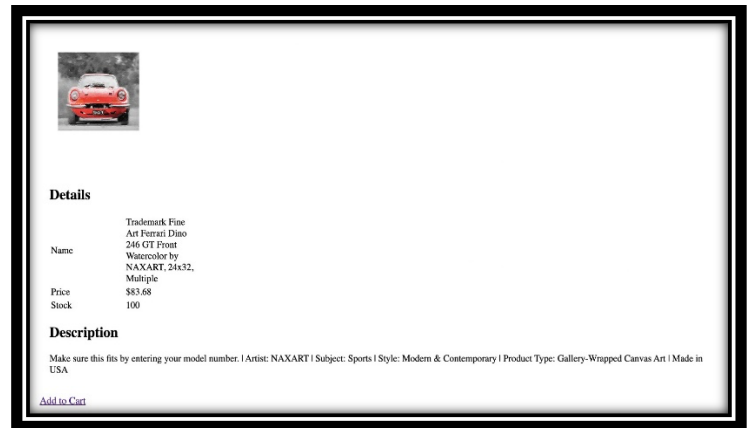 Details
Name
Trademark Fine
Art Ferrari Dino
246 GT Front
Watercolor by
NAXART, 24x32,
Multiple
Price $83.68
Stock 100
Description
Make sure this fits by entering your model number. | Artist: NAXART | Subject: Sports | Style: Modern & Contemporary | Product Type: Gallery-Wrapped Canvas Art | Made in
USA
Add to Cart